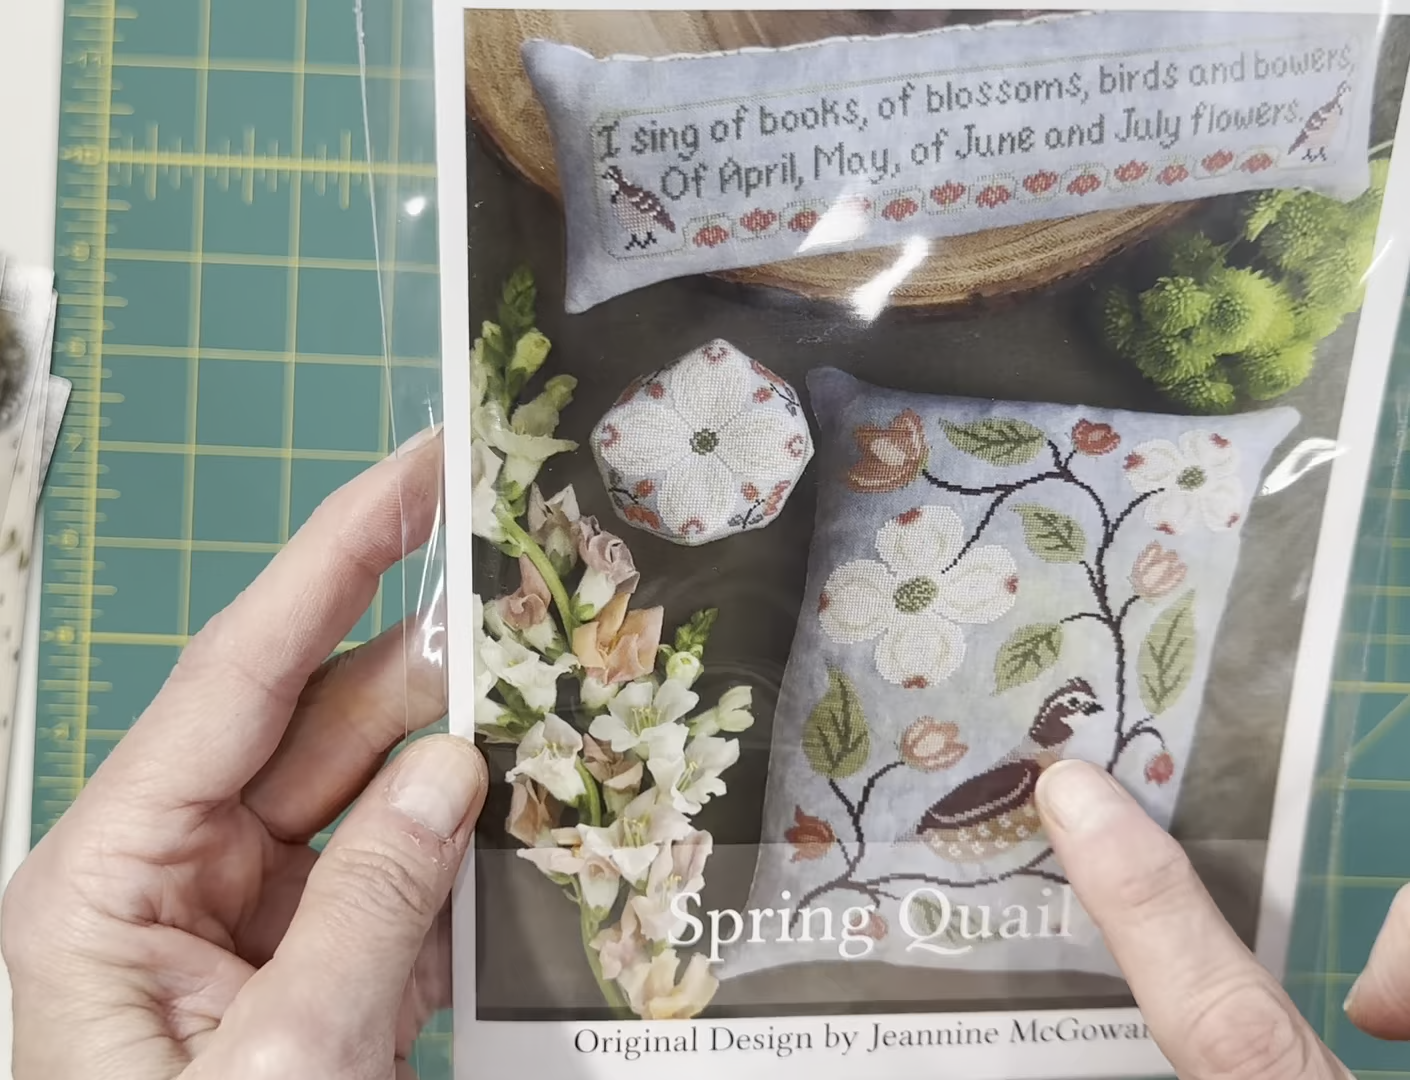 I sing of books, of blossoms, birds and bowers,
Of April, May, of June and July flowers.
Spring Quail
Original Design by Jeannine McGowan